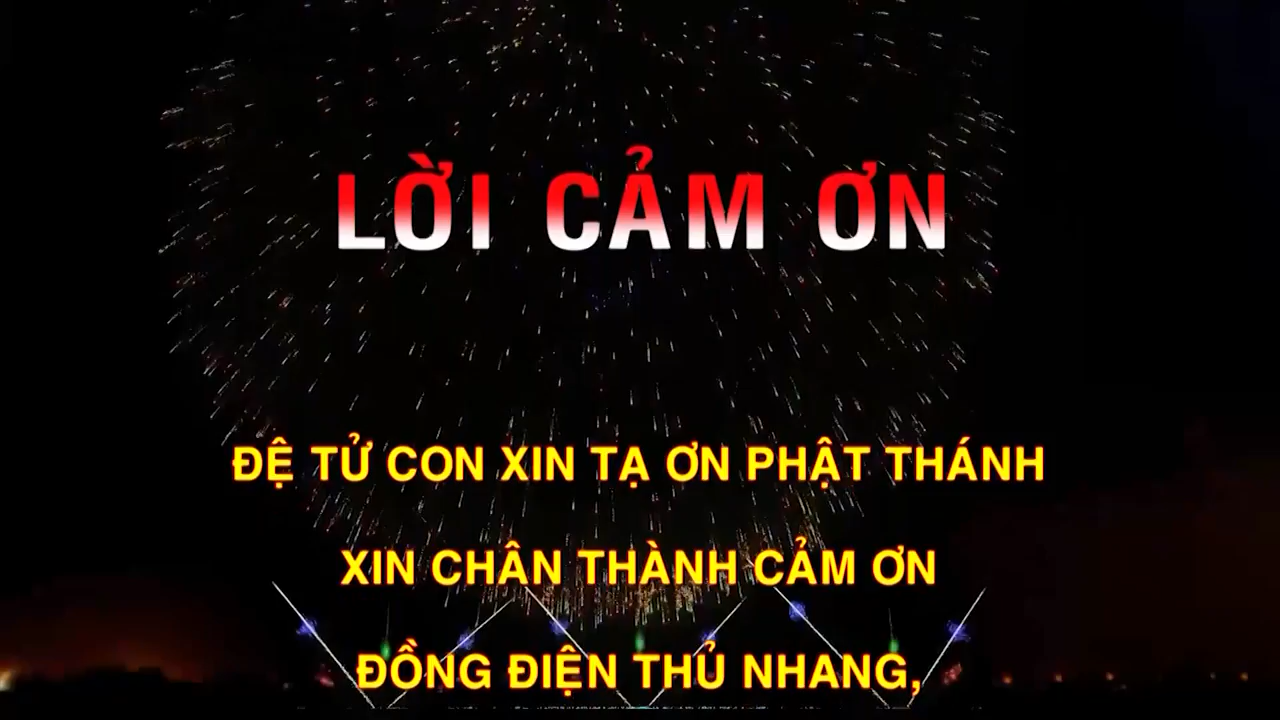 LỜI CẢM ƠN
ĐỆ TỬ CON XIN TẠ ƠN PHẬT THÁNH
XIN CHÂN THÀNH CẢM ƠN
ĐỒNG ĐIỆN THỦ NHANG,